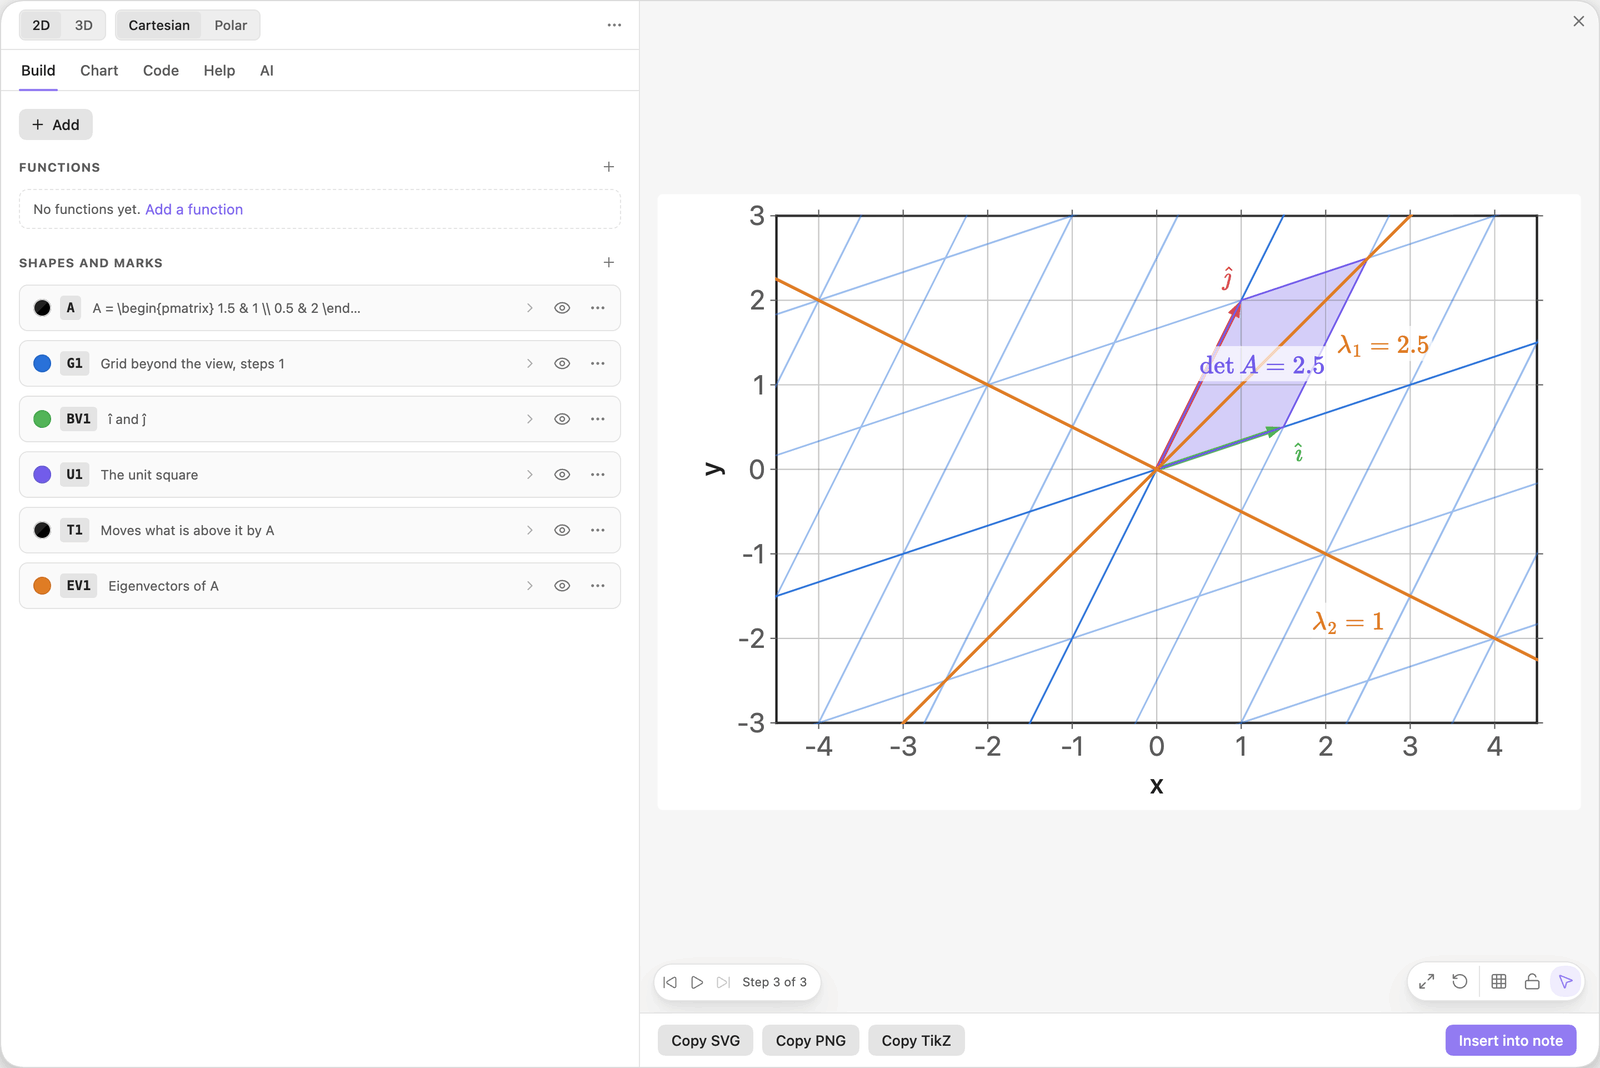 2D 3D Cartesian Polar
Build Chart Code Help AI
+ Add
FUNCTIONS
No functions yet. Add a function
SHAPES AND MARKS
A A = \begin{pmatrix} 1.5 & 1 \\ 0.5 & 2 \end...
G1 Grid beyond the view, steps 1
BV1 î and ĵ
U1 The unit square
T1 Moves what is above it by A
EV1 Eigenvectors of A
3
2
1
0
-1
-2
-3
y
ĵ
λ₁ = 2.5
det A = 2.5
î
λ₂ = 1
-4 -3 -2 -1 0 1 2 3 4
x
Step 3 of 3
Copy SVG Copy PNG Copy TikZ Insert into note